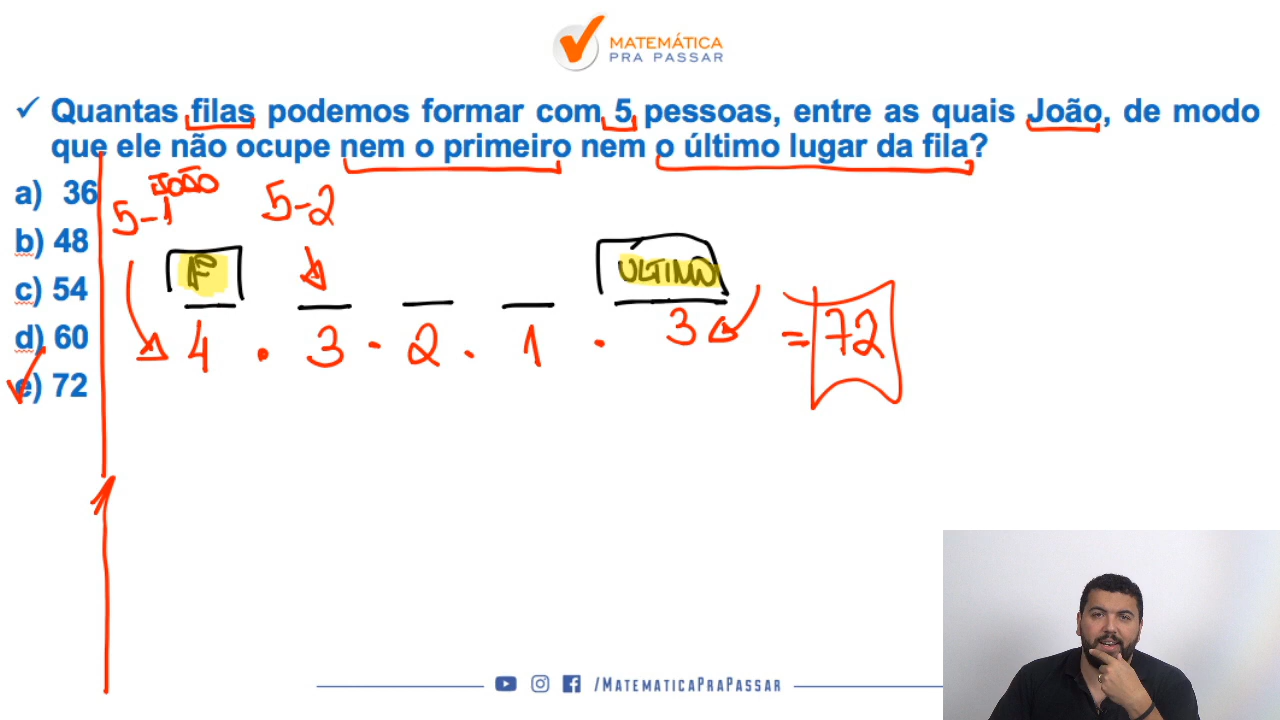 MATEMÁTICA
PRA PASSAR
✓ Quantas filas podemos formar com 5 pessoas, entre as quais João, de modo
que ele não ocupe nem o primeiro nem o último lugar da fila?
a) 36
b) 48
c) 54
d) 60
e) 72
JOÃO
5-1
5-2
1º
ÚLTIMO
4 . 3 . 2 . 1 . 3 = 72
/MATEMATICAPRAPASSAR